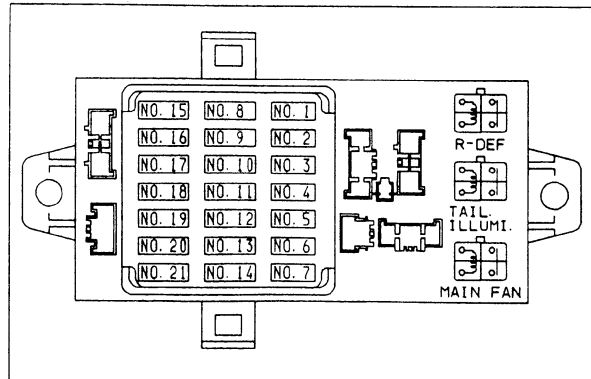 NO. 15 NO. 8 NO. 1
NO. 16 NO. 9 NO. 2
NO. 17 NO. 10 NO. 3
NO. 18 NO. 11 NO. 4
NO. 19 NO. 12 NO. 5
NO. 20 NO. 13 NO. 6
NO. 21 NO. 14 NO. 7
R-DEF
TAIL.
ILLUMI.
MAIN FAN